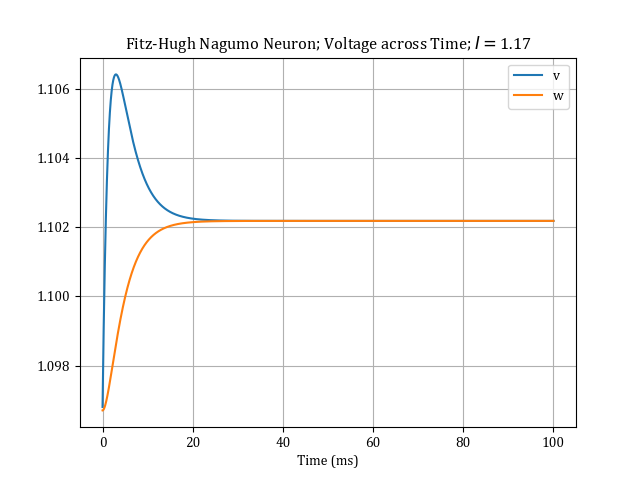 Fitz-Hugh Nagumo Neuron; Voltage across Time; I = 1.17
v
w
1.106
1.104
1.102
1.100
1.098
0 20 40 60 80 100
Time (ms)